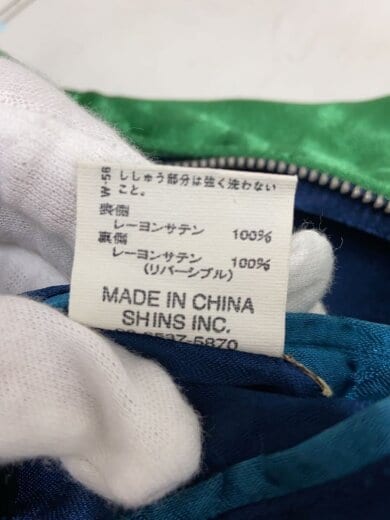 W-56
ししゅう部分は強く洗わない
こと。
表側
レーヨンサテン 100%
裏側
レーヨンサテン 100%
(リバーシブル)
MADE IN CHINA
SHINS INC.